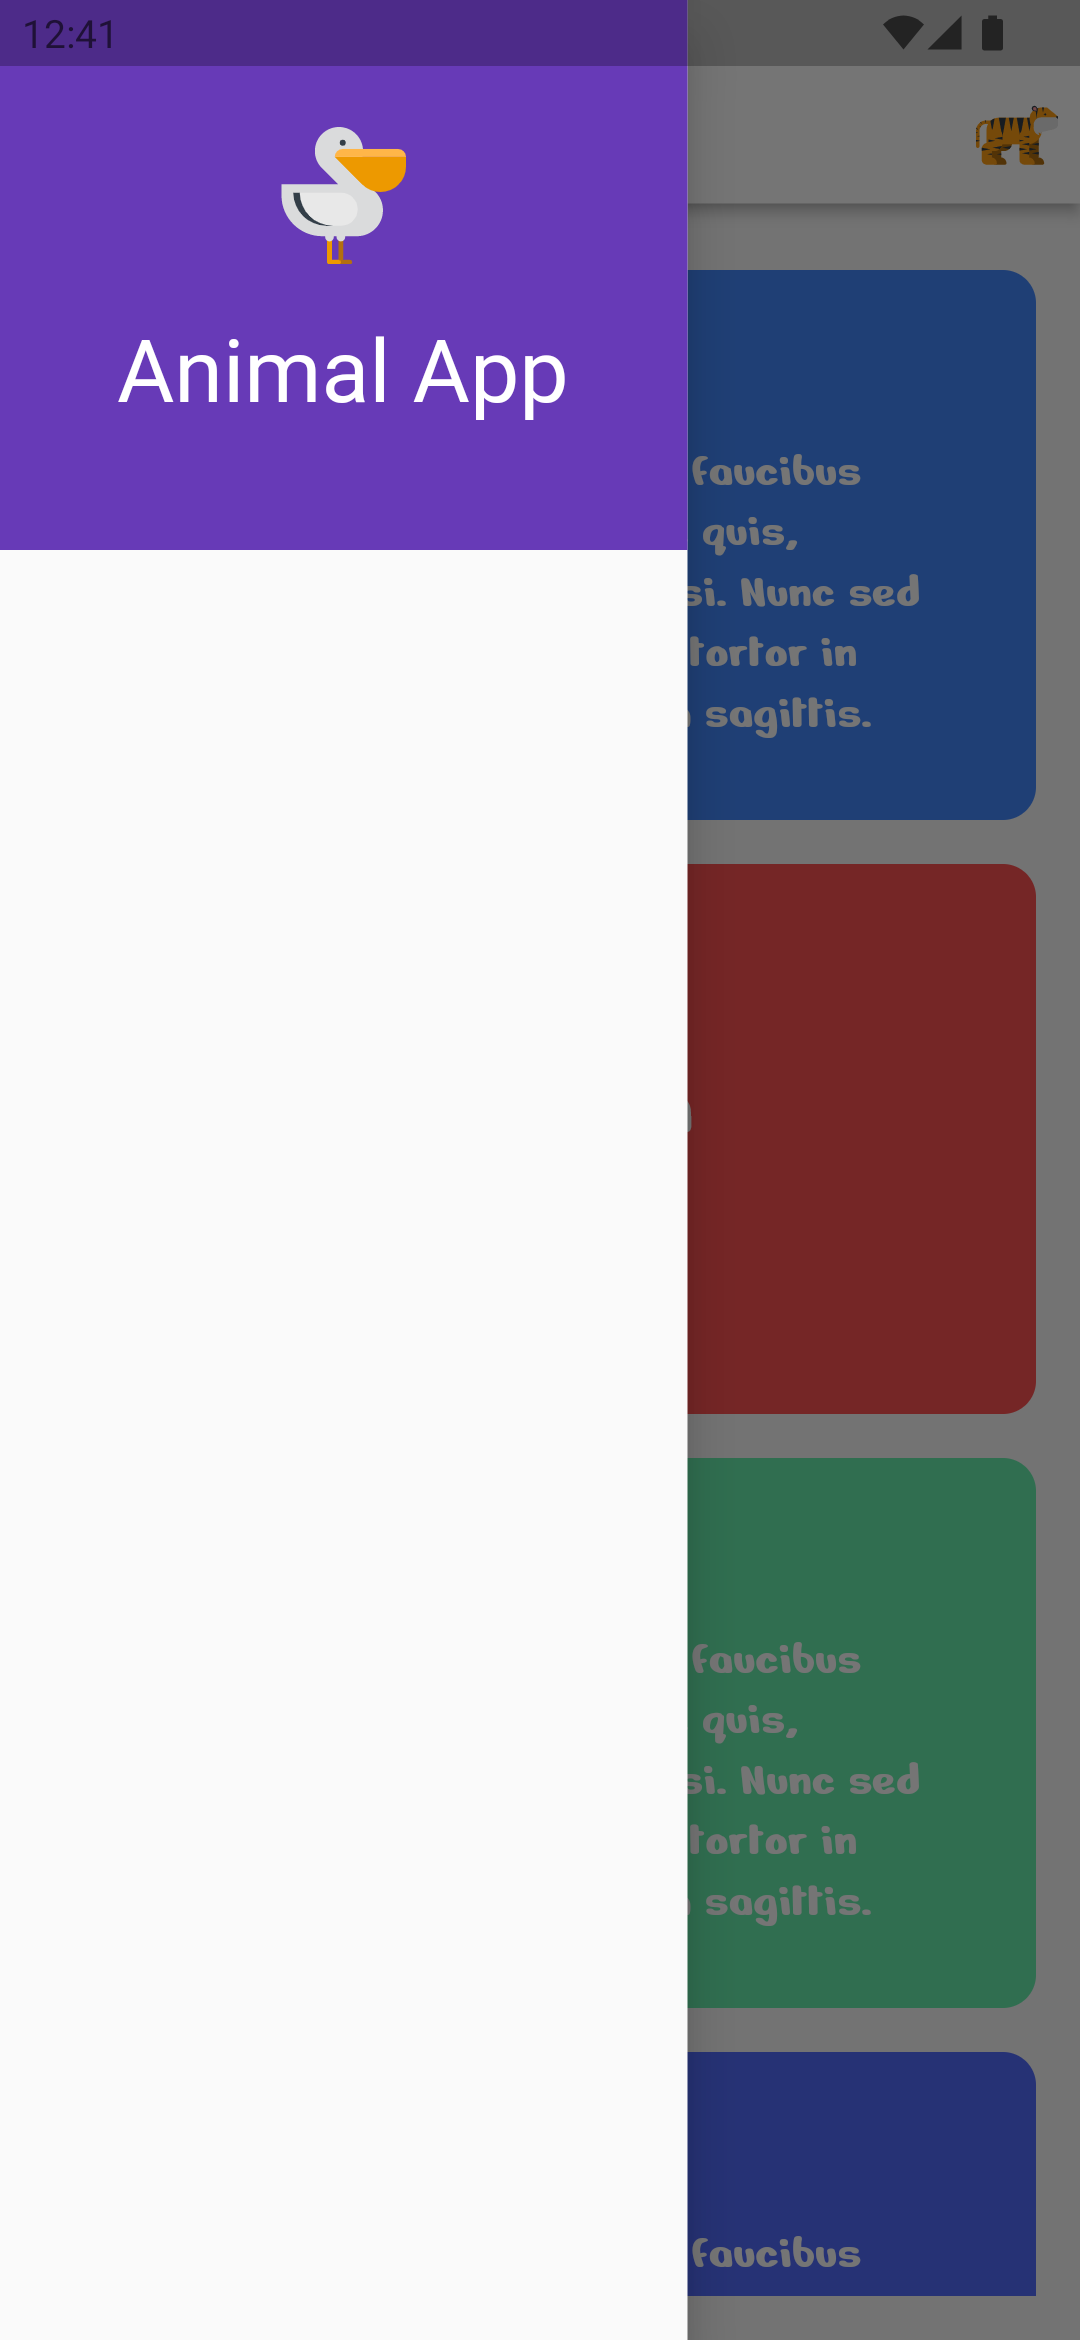 12:41
Animal App
faucibus
quis,
si. Nunc sed
tortor in
sagittis.
faucibus
quis,
si. Nunc sed
tortor in
sagittis.
faucibus